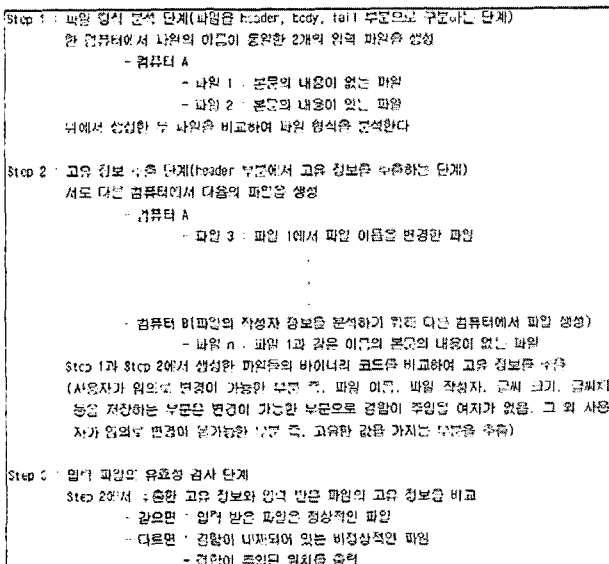 Step 1 : 파일 형식 분석 단계(파일을 header, body, tail 부분으로 구분하는 단계)
한 컴퓨터에서 파일의 이름이 동일한 2개의 입력 파일을 생성
- 컴퓨터 A
- 파일 1 : 본문의 내용이 없는 파일
- 파일 2 : 본문의 내용이 있는 파일
위에서 생성한 두 파일을 비교하여 파일 형식을 분석한다
Step 2 : 고유 정보 추출 단계(header 부분에서 고유 정보를 추출하는 단계)
서로 다른 컴퓨터에서 다음의 파일을 생성
- 컴퓨터 A
- 파일 3 : 파일 1에서 파일 이름을 변경한 파일
.
.
.
- 컴퓨터 B(파일의 작성자 정보를 분석하기 위해 다른 컴퓨터에서 파일 생성)
- 파일 n : 파일 1과 같은 이름의 본문의 내용이 없는 파일
Step 1과 Step 2에서 생성한 파일들의 바이너리 코드를 비교하여 고유 정보를 추출
(사용자가 임의로 변경이 가능한 부분 즉, 파일 이름, 파일 작성자, 글씨 크기, 글씨체
등을 저장하는 부분은 변경이 가능한 부분으로 결함이 주입될 여지가 없음. 그 외 사용
자가 임의로 변경이 불가능한 부분 즉, 고유한 값을 가지는 부분을 추출)
Step 3 : 입력 파일의 유효성 검사 단계
Step 2에서 추출한 고유 정보와 입력 받은 파일의 고유 정보를 비교
- 같으면 : 입력 받은 파일은 정상적인 파일
- 다르면 : 결함이 내재되어 있는 비정상적인 파일
- 결함이 주입된 위치를 출력